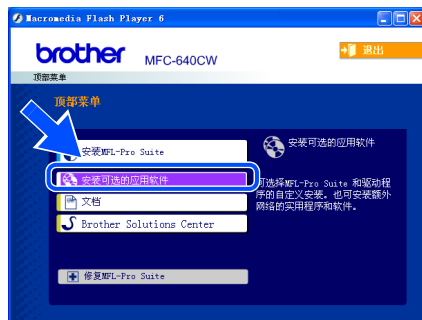 Macromedia Flash Player 6
brother
MFC-640CW
退出
顶部菜单
顶部菜单
安装MFL-Pro Suite
安装可选的应用软件
文档
Brother Solutions Center
修复MFL-Pro Suite
安装可选的应用软件
可选择MFL-Pro Suite 和驱动程
序的自定义安装。也可安装额外
网络的实用程序和软件。